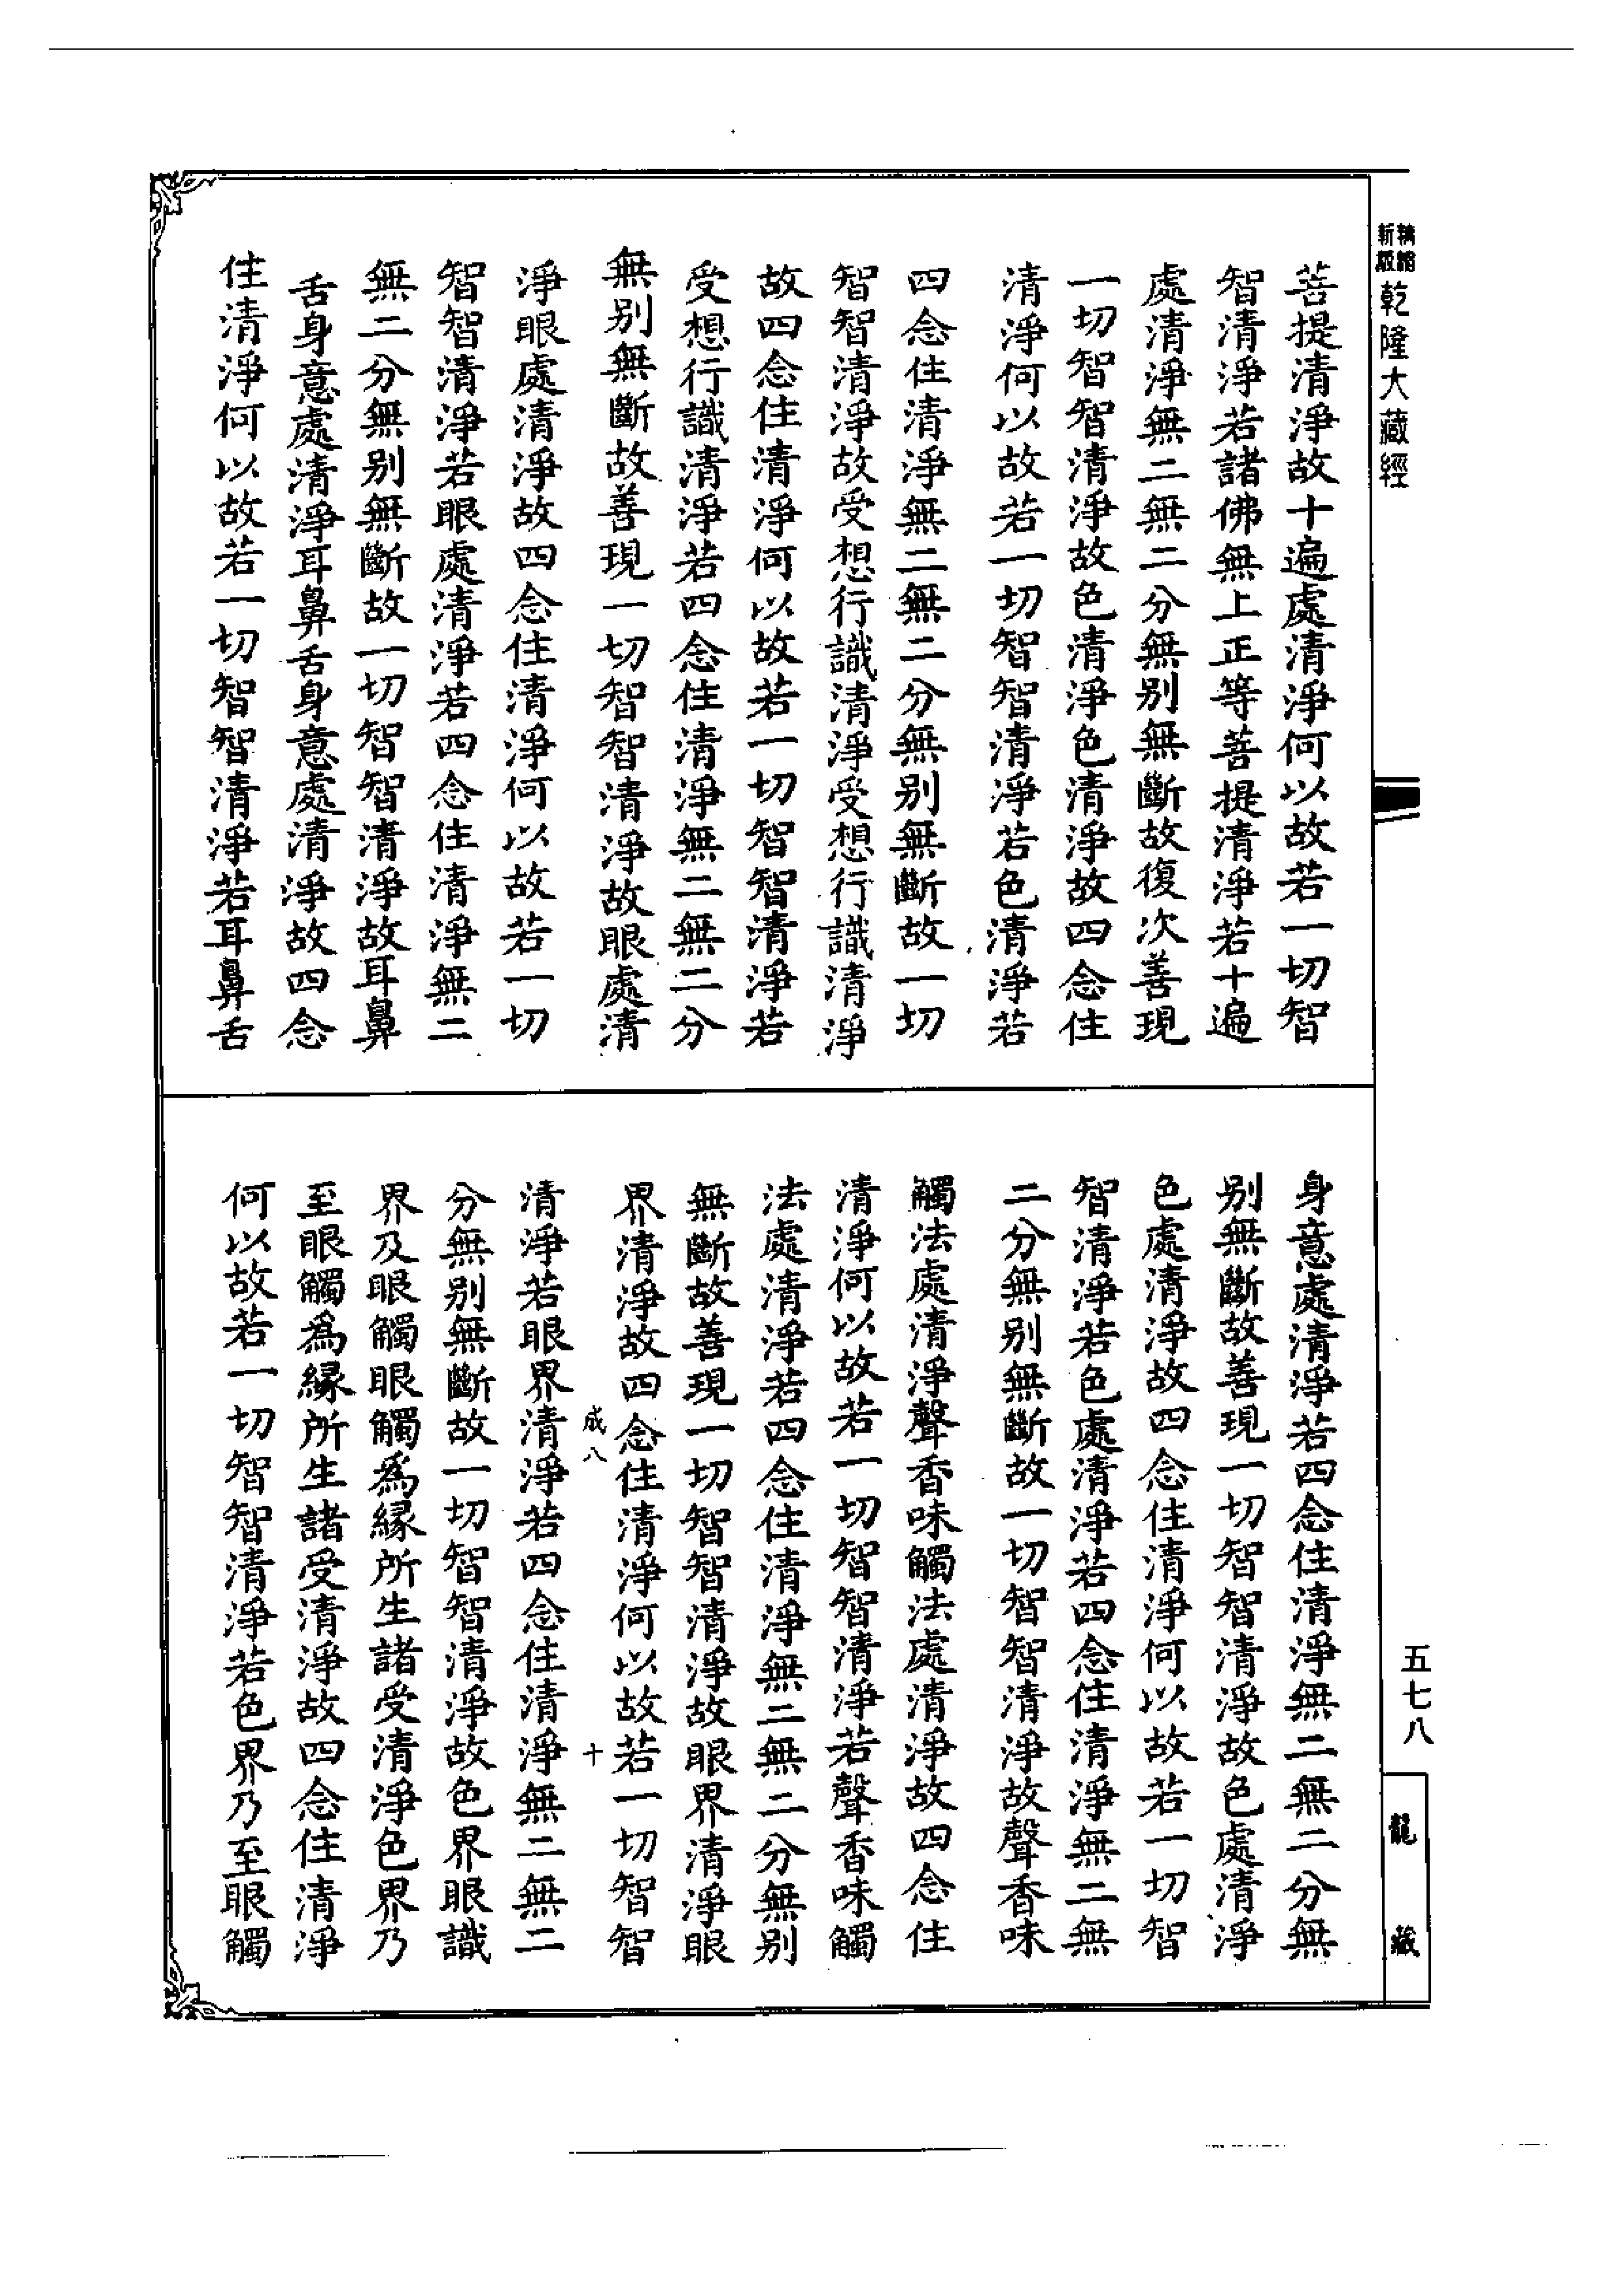 精縮
新版
乾隆大藏經
菩提清淨故十遍處清淨何以故若一切智
智清淨若諸佛無上正等菩提清淨若十遍
處清淨無二無二分無別無斷故復次善現
一切智智清淨故色清淨色清淨故四念住
清淨何以故若一切智智清淨若色清淨若
四念住清淨無二無二分無別無斷故一切
智智清淨故受想行識清淨受想行識清淨
故四念住清淨何以故若一切智智清淨若
受想行識清淨若四念住清淨無二無二分
無別無斷故善現一切智智清淨故眼處清
淨眼處清淨故四念住清淨何以故若一切
智智清淨若眼處清淨若四念住清淨無二
無二分無別無斷故一切智智清淨故耳鼻
舌身意處清淨耳鼻舌身意處清淨故四念
住清淨何以故若一切智智清淨若耳鼻舌
身意處清淨若四念住清淨無二無二分無
別無斷故善現一切智智清淨故色處清淨
色處清淨故四念住清淨何以故若一切智
智清淨若色處清淨若四念住清淨無二無
二分無別無斷故一切智智清淨故聲香味
觸法處清淨聲香味觸法處清淨故四念住
清淨何以故若一切智智清淨若聲香味觸
法處清淨若四念住清淨無二無二分無別
無斷故善現一切智智清淨故眼界清淨眼
界清淨故四念住清淨何以故若一切智智
成八 十
清淨若眼界清淨若四念住清淨無二無二
分無別無斷故一切智智清淨故色界眼識
界及眼觸眼觸為緣所生諸受清淨色界乃
至眼觸為緣所生諸受清淨故四念住清淨
何以故若一切智智清淨若色界乃至眼觸
五七八
龍藏